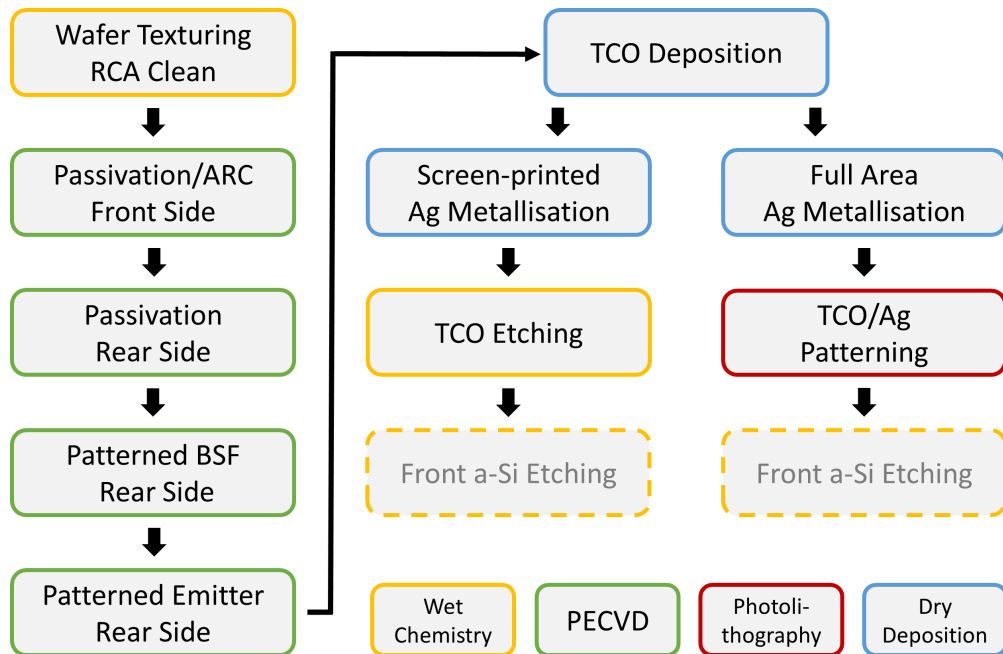 Wafer Texturing
RCA Clean
Passivation/ARC
Front Side
Passivation
Rear Side
Patterned BSF
Rear Side
Patterned Emitter
Rear Side
TCO Deposition
Screen-printed
Ag Metallisation
TCO Etching
Front a-Si Etching
Full Area
Ag Metallisation
TCO/Ag
Patterning
Front a-Si Etching
Wet
Chemistry
PECVD
Photoli-
thography
Dry
Deposition